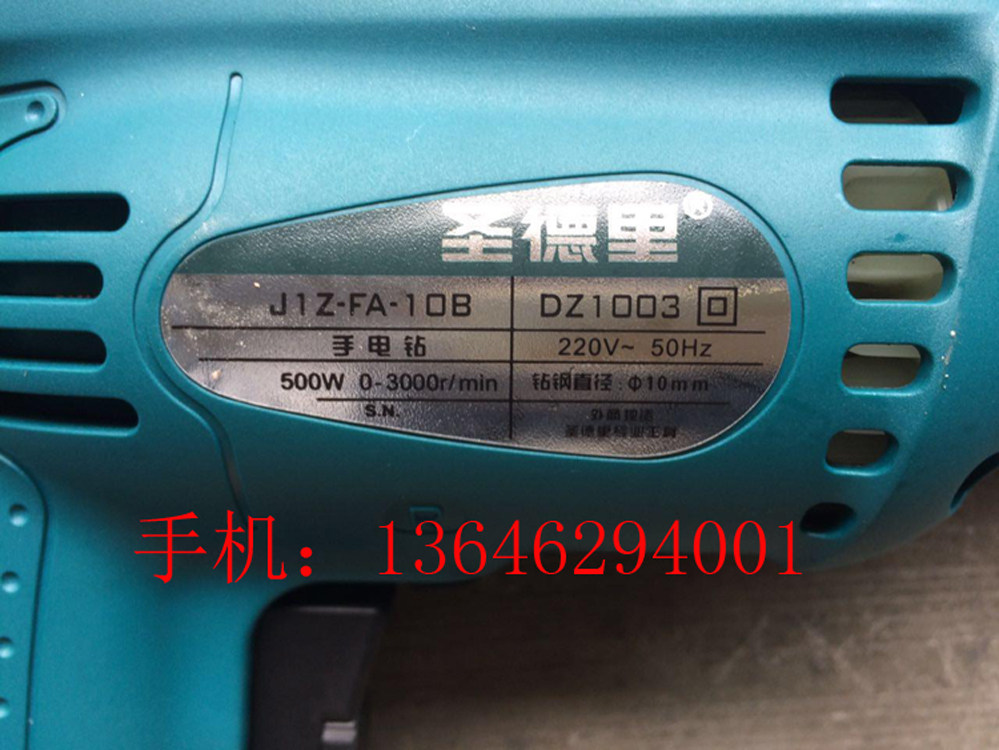 圣德里®
J1Z-FA-10B DZ1003
手电钻 220V~ 50Hz
500W 0-3000r/min 钻钢直径:Φ10mm
S.N.
手机：13646294001